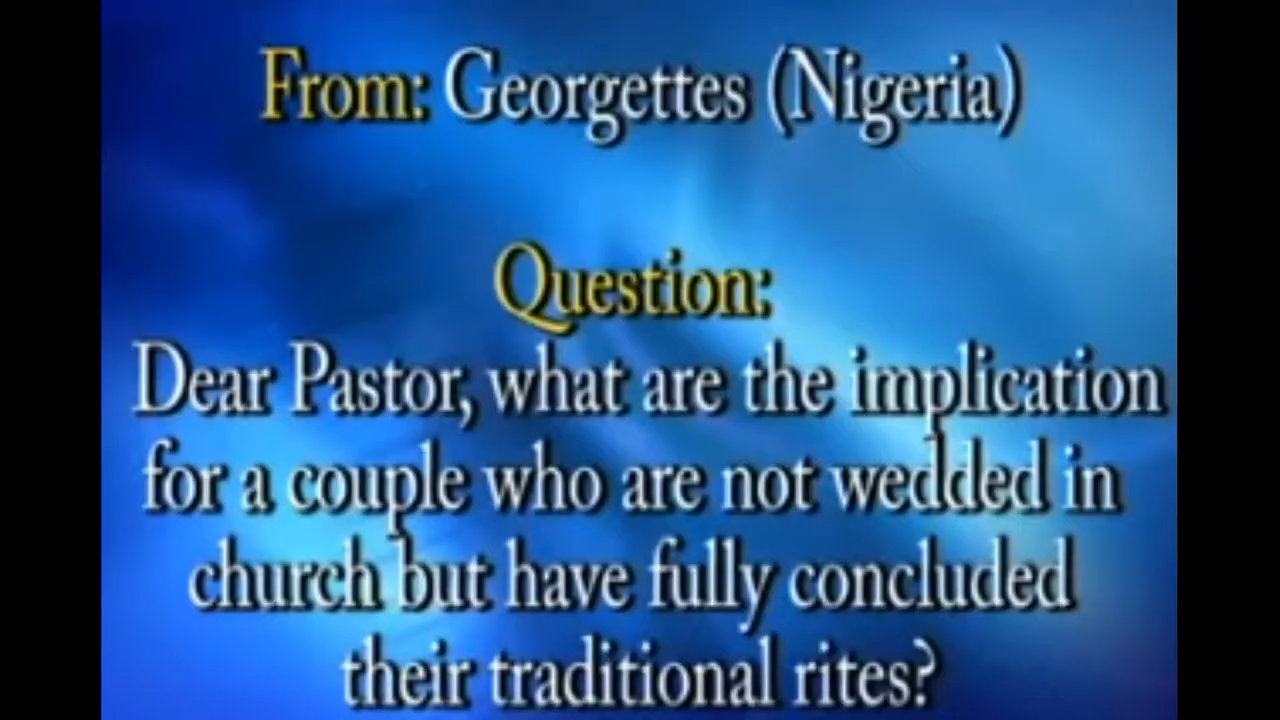 From: Georgettes (Nigeria)
Question:
Dear Pastor, what are the implication
for a couple who are not wedded in
church but have fully concluded
their traditional rites?